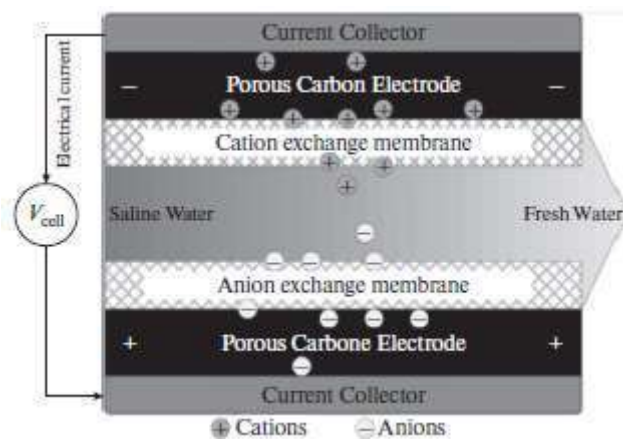 Current Collector
Porous Carbon Electrode
Electrical current
Cation exchange membrane
V_cell
Saline Water
Fresh Water
Anion exchange membrane
Porous Carbone Electrode
Current Collector
Cations
Anions